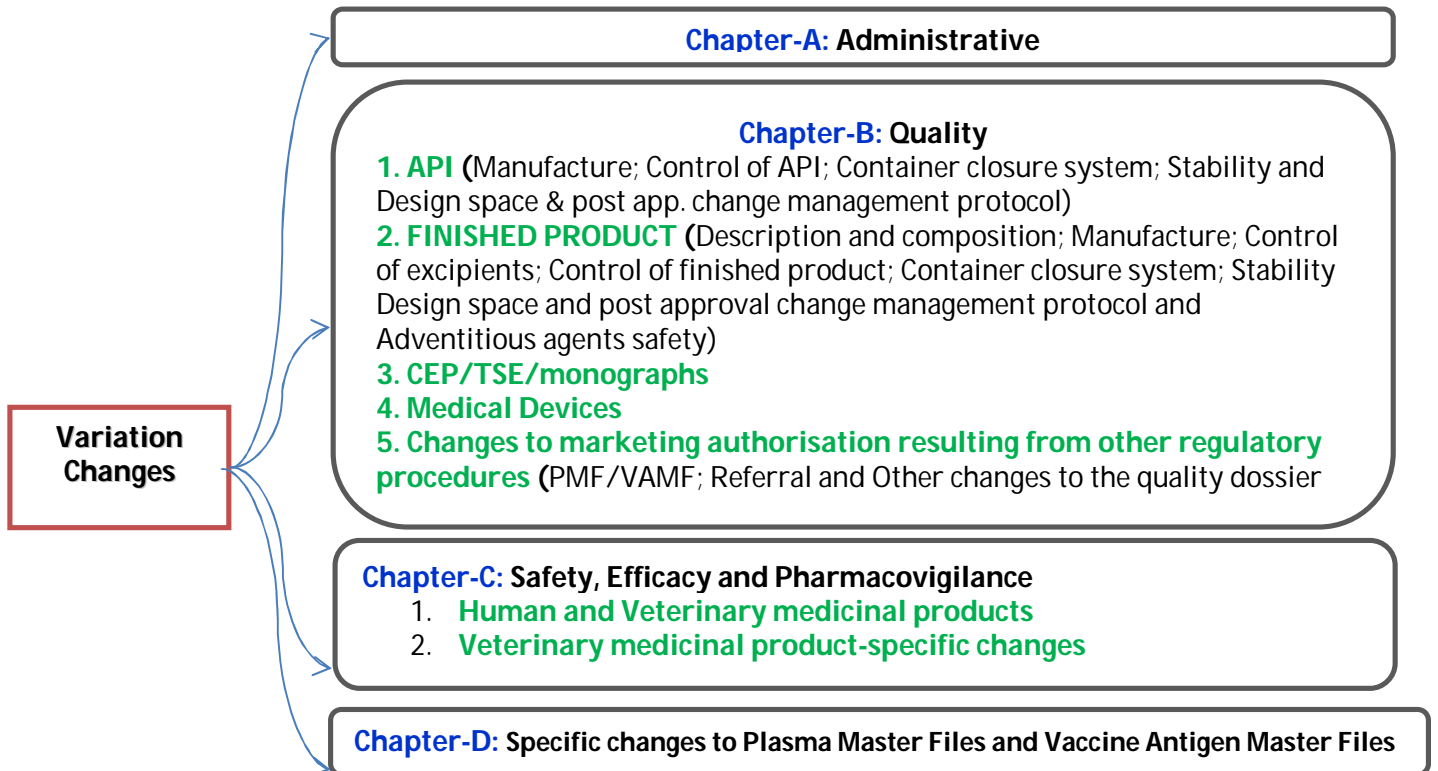 Chapter-A: Administrative
Chapter-B: Quality
1. API (Manufacture; Control of API; Container closure system; Stability and
Design space & post app. change management protocol)
2. FINISHED PRODUCT (Description and composition; Manufacture; Control
of excipients; Control of finished product; Container closure system; Stability
Design space and post approval change management protocol and
Adventitious agents safety)
3. CEP/TSE/monographs
4. Medical Devices
5. Changes to marketing authorisation resulting from other regulatory
procedures (PMF/VAMF; Referral and Other changes to the quality dossier
Variation
Changes
Chapter-C: Safety, Efficacy and Pharmacovigilance
1. Human and Veterinary medicinal products
2. Veterinary medicinal product-specific changes
Chapter-D: Specific changes to Plasma Master Files and Vaccine Antigen Master Files